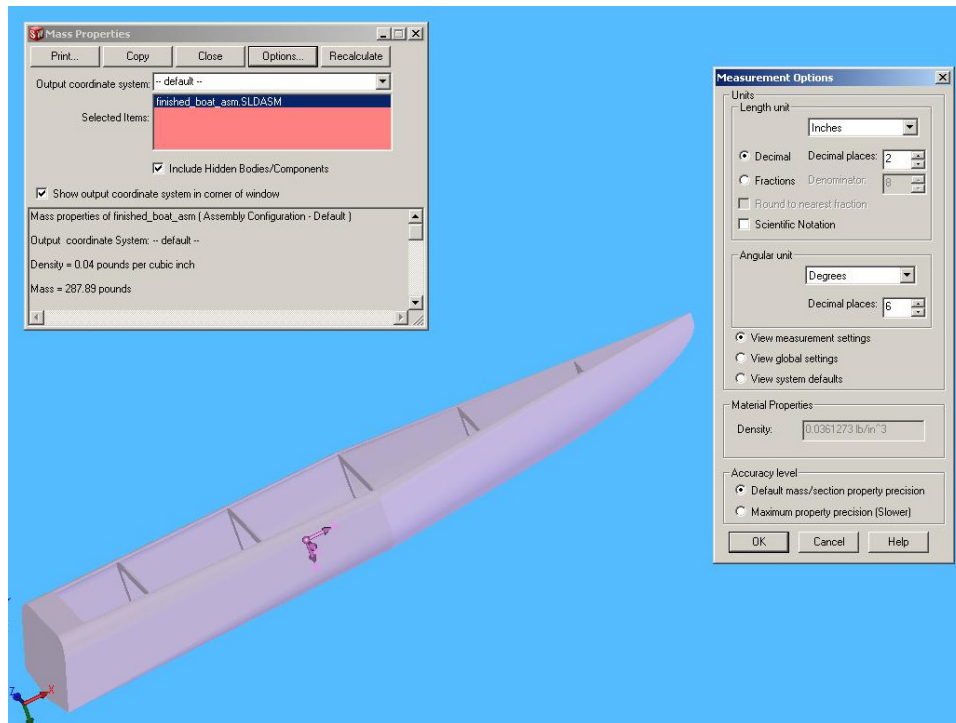 Mass Properties
Print... Copy Close Options... Recalculate
Output coordinate system: -- default --
finished_boat_asm.SLDASM
Selected Items:
Include Hidden Bodies/Components
Show output coordinate system in corner of window
Mass properties of finished_boat_asm ( Assembly Configuration - Default )
Output coordinate System: -- default --
Density = 0.04 pounds per cubic inch
Mass = 287.89 pounds
Measurement Options
Units
Length unit
Inches
Decimal Decimal places: 2
Fractions Denominator: 8
Round to nearest fraction
Scientific Notation
Angular unit
Degrees
Decimal places: 6
View measurement settings
View global settings
View system defaults
Material Properties
Density: 0.0361273 lb/in^3
Accuracy level
Default mass/section property precision
Maximum property precision (Slower)
OK Cancel Help
Z X